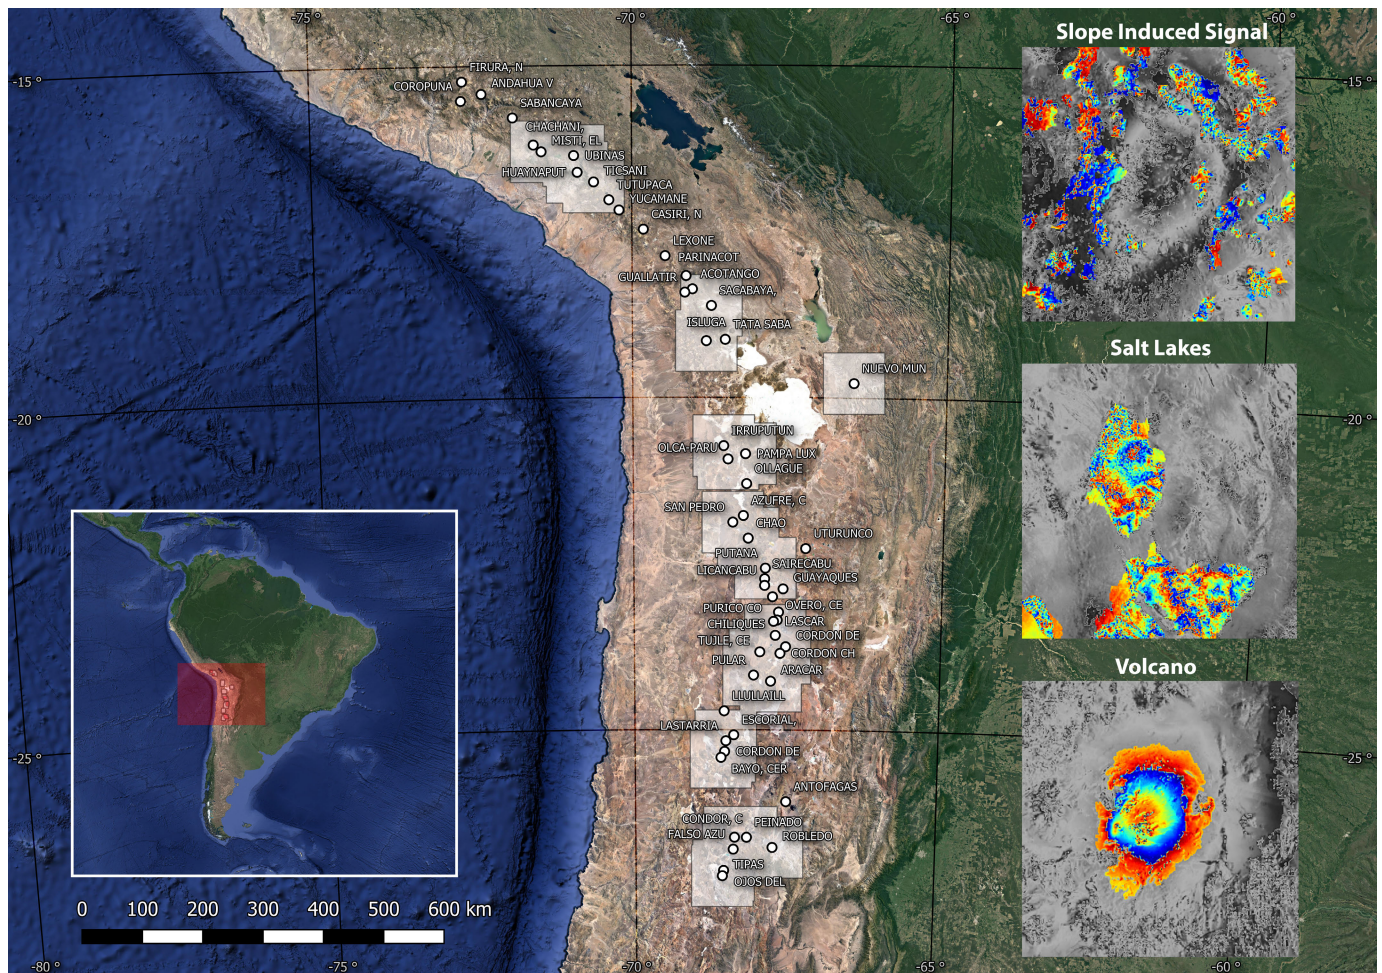 -75 °
-70 °
-65 °
-60 °
Slope Induced Signal
-15 °
-15 °
FIRURA, N
COROPUNA
ANDAHUA V
SABANCAYA
CHACHANI,
MISTI, EL
UBINAS
HUAYNAPUT
TICSANI
TUTUPACA
YUCAMANE
CASIRI, N
LEXONE
PARINACOT
GUALLATIR
ACOTANGO
SACABAYA,
ISLUGA
TATA SABA
Salt Lakes
NUEVO MUN
-20 °
-20 °
IRRUPUTUN
OLCA-PARU
PAMPA LUX
OLLAGUE
SAN PEDRO
AZUFRE, C
CHAO
UTURUNCO
PUTANA
SAIRECABU
LICANCABU
GUAYAQUES
PURICO CO
OVERO, CE
CHILIQUES
LASCAR
CORDON DE
TUJLE, CE
CORDON CH
PULAR
ARACAR
Volcano
LLULLAILL
LASTARRIA
ESCORIAL,
CORDON DE
BAYO, CER
-25 °
-25 °
ANTOFAGAS
CONDOR, C
PEINADO
FALSO AZU
ROBLEDO
TIPAS
OJOS DEL
0 100 200 300 400 500 600 km
-80 °
-75 °
-70 °
-65 °
-60 °